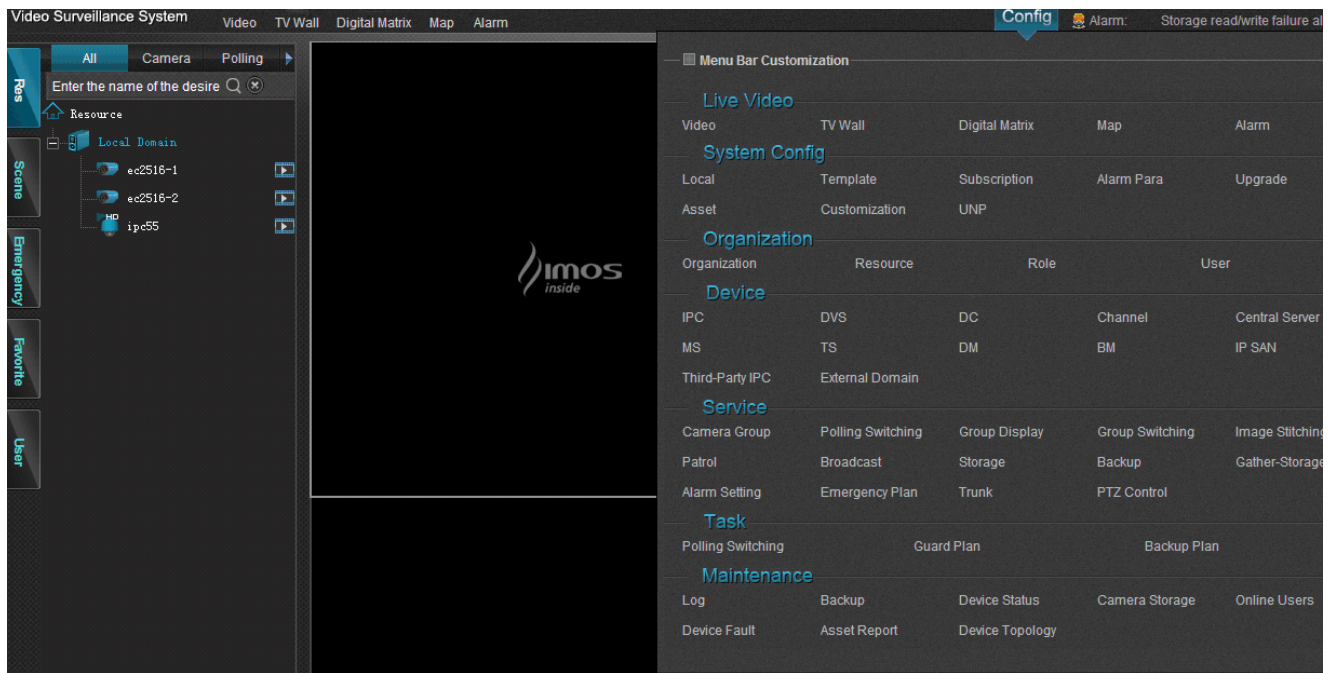 Video Surveillance System Video TV Wall Digital Matrix Map Alarm Config Alarm: Storage read/write failure al
All Camera Polling
Enter the name of the desire
Resource
Local Domain
ec2516-1
ec2516-2
HD
ipc55
Res
Scene
Emergency
Favorite
User
imos
inside
Menu Bar Customization
Live Video
Video TV Wall Digital Matrix Map Alarm
System Config
Local Template Subscription Alarm Para Upgrade
Asset Customization UNP
Organization
Organization Resource Role User
Device
IPC DVS DC Channel Central Server
MS TS DM BM IP SAN
Third-Party IPC External Domain
Service
Camera Group Polling Switching Group Display Group Switching Image Stitching
Patrol Broadcast Storage Backup Gather-Storage
Alarm Setting Emergency Plan Trunk PTZ Control
Task
Polling Switching Guard Plan Backup Plan
Maintenance
Log Backup Device Status Camera Storage Online Users
Device Fault Asset Report Device Topology